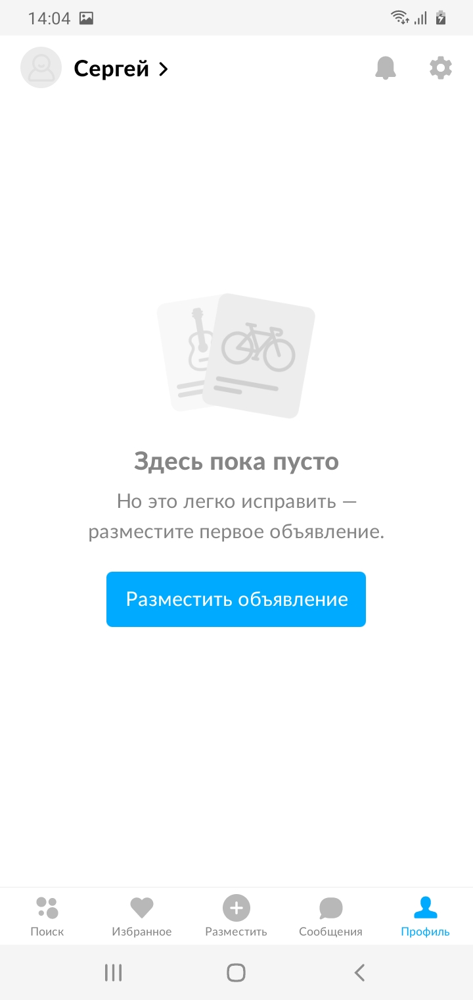 14:04
Сергей
Здесь пока пусто
Но это легко исправить —
разместите первое объявление.
Разместить объявление
Поиск
Избранное
Разместить
Сообщения
Профиль